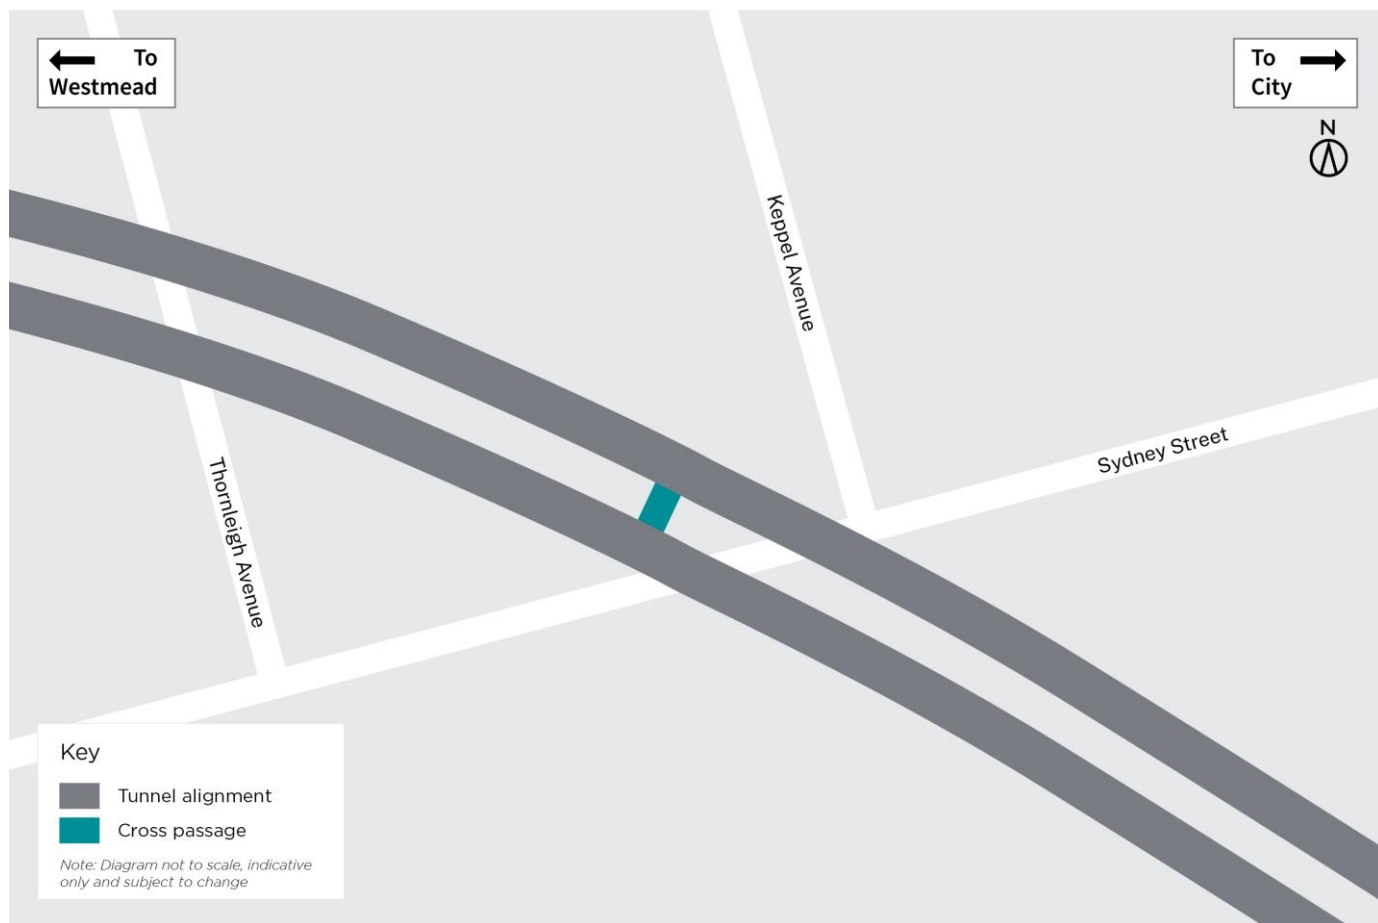 To
Westmead
To
City
N
Keppel Avenue
Sydney Street
Thornleigh Avenue
Key
Tunnel alignment
Cross passage
Note: Diagram not to scale, indicative
only and subject to change